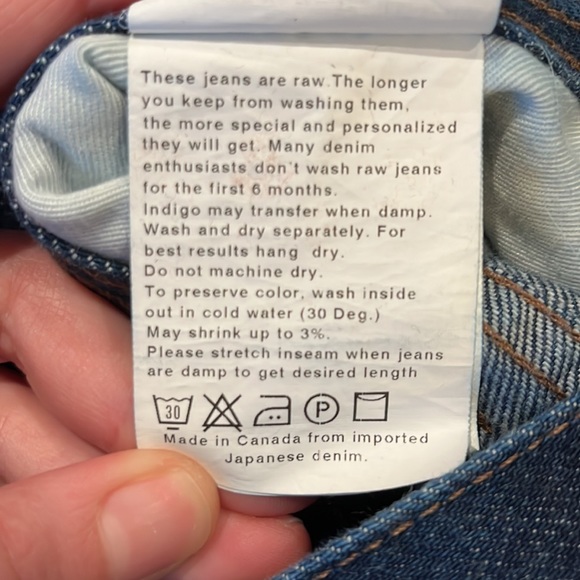 These jeans are raw.The longer
you keep from washing them,
the more special and personalized
they will get. Many denim
enthusiasts don't wash raw jeans
for the first 6 months.
Indigo may transfer when damp.
Wash and dry separately. For
best results hang dry.
Do not machine dry.
To preserve color, wash inside
out in cold water (30 Deg.)
May shrink up to 3%.
Please stretch inseam when jeans
are damp to get desired length
30 P
Made in Canada from imported
Japanese denim.